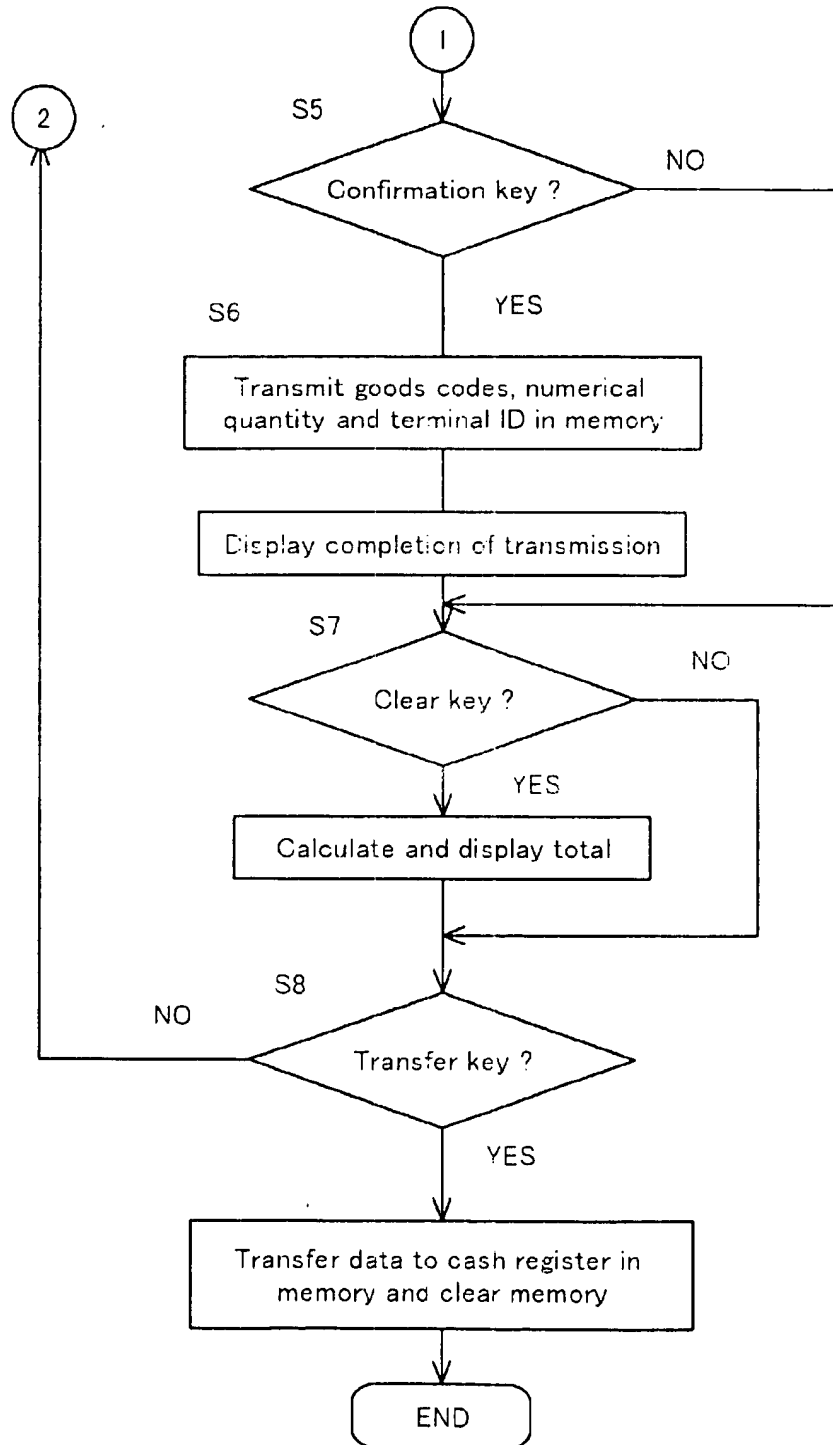 1
2
S5
Confirmation key ?
NO
YES
S6
Transmit goods codes, numerical
quantity and terminal ID in memory
Display completion of transmission
S7
NO
Clear key ?
YES
Calculate and display total
S8
NO
Transfer key ?
YES
Transfer data to cash register in
memory and clear memory
END